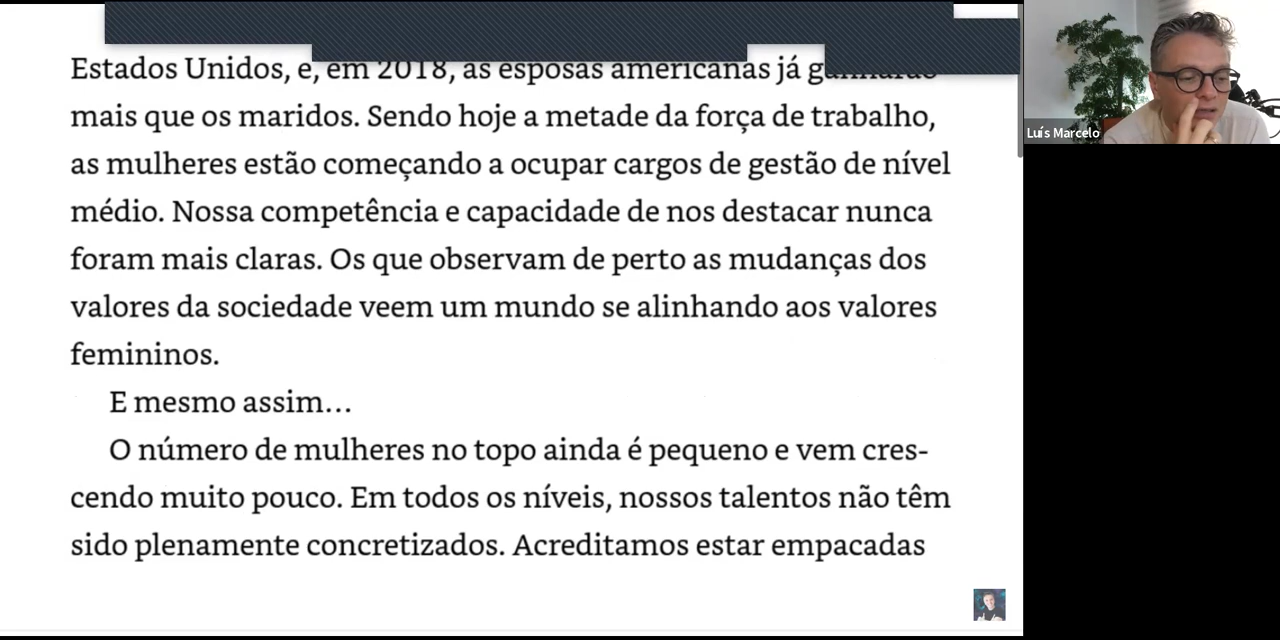 Estados Unidos, e, em 2018, as esposas americanas já
mais que os maridos. Sendo hoje a metade da força de trabalho,
as mulheres estão começando a ocupar cargos de gestão de nível
médio. Nossa competência e capacidade de nos destacar nunca
foram mais claras. Os que observam de perto as mudanças dos
valores da sociedade veem um mundo se alinhando aos valores
femininos.
E mesmo assim...
O número de mulheres no topo ainda é pequeno e vem cres-
cendo muito pouco. Em todos os níveis, nossos talentos não têm
sido plenamente concretizados. Acreditamos estar empacadas
Luís Marcelo